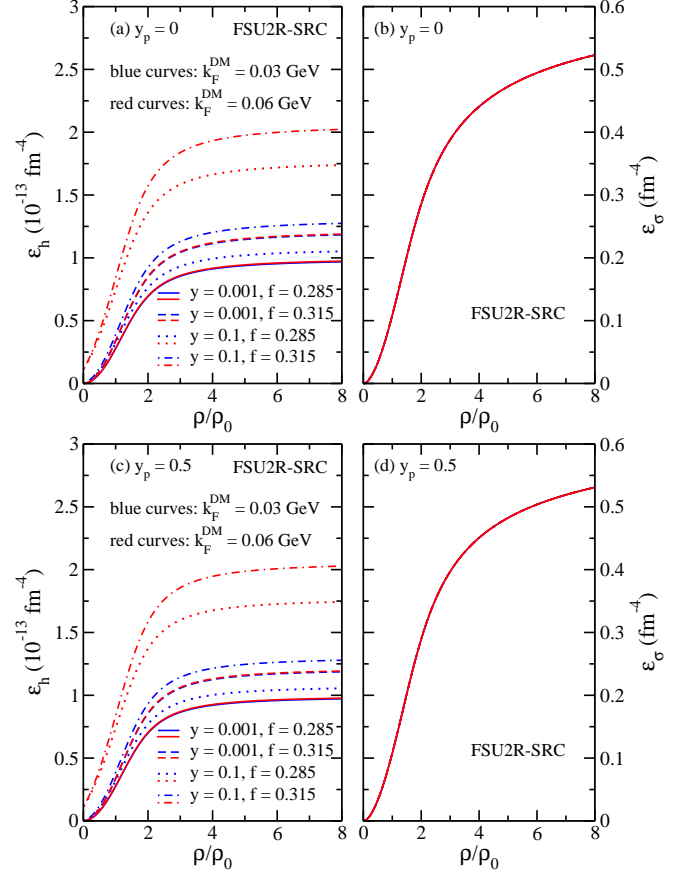 (a) y_p = 0 FSU2R-SRC
blue curves: k_F^DM = 0.03 GeV
red curves: k_F^DM = 0.06 GeV
y = 0.001, f = 0.285
y = 0.001, f = 0.315
y = 0.1, f = 0.285
y = 0.1, f = 0.315
3
2.5
2
1.5
1
0.5
0
ε_h (10^-13 fm^-4)
0 2 4 6 8
ρ/ρ_0
(b) y_p = 0
FSU2R-SRC
0.6
0.5
0.4
0.3
0.2
0.1
0
ε_σ (fm^-4)
0 2 4 6 8
ρ/ρ_0
(c) y_p = 0.5 FSU2R-SRC
blue curves: k_F^DM = 0.03 GeV
red curves: k_F^DM = 0.06 GeV
y = 0.001, f = 0.285
y = 0.001, f = 0.315
y = 0.1, f = 0.285
y = 0.1, f = 0.315
3
2.5
2
1.5
1
0.5
0
ε_h (10^-13 fm^-4)
0 2 4 6 8
ρ/ρ_0
(d) y_p = 0.5
FSU2R-SRC
0.6
0.5
0.4
0.3
0.2
0.1
0
ε_σ (fm^-4)
0 2 4 6 8
ρ/ρ_0